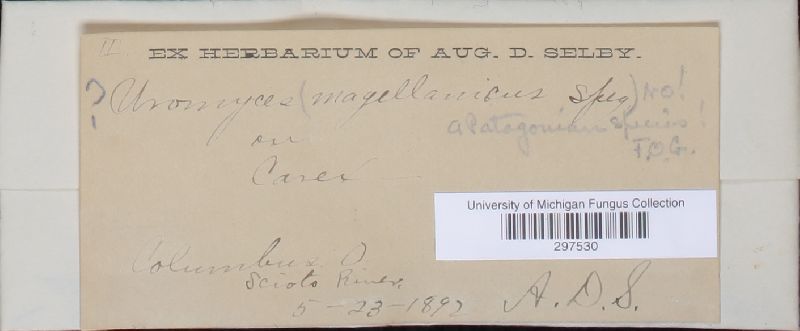 II.
EX HERBARIUM OF AUG. D. SELBY.
? Uromyces (magellanicus Speg) No!
a Patagonian species!
on
F.O.G.
Carex
University of Michigan Fungus Collection
297530
Columbus O.
Scioto River,
5-23-1892 A.D.S.